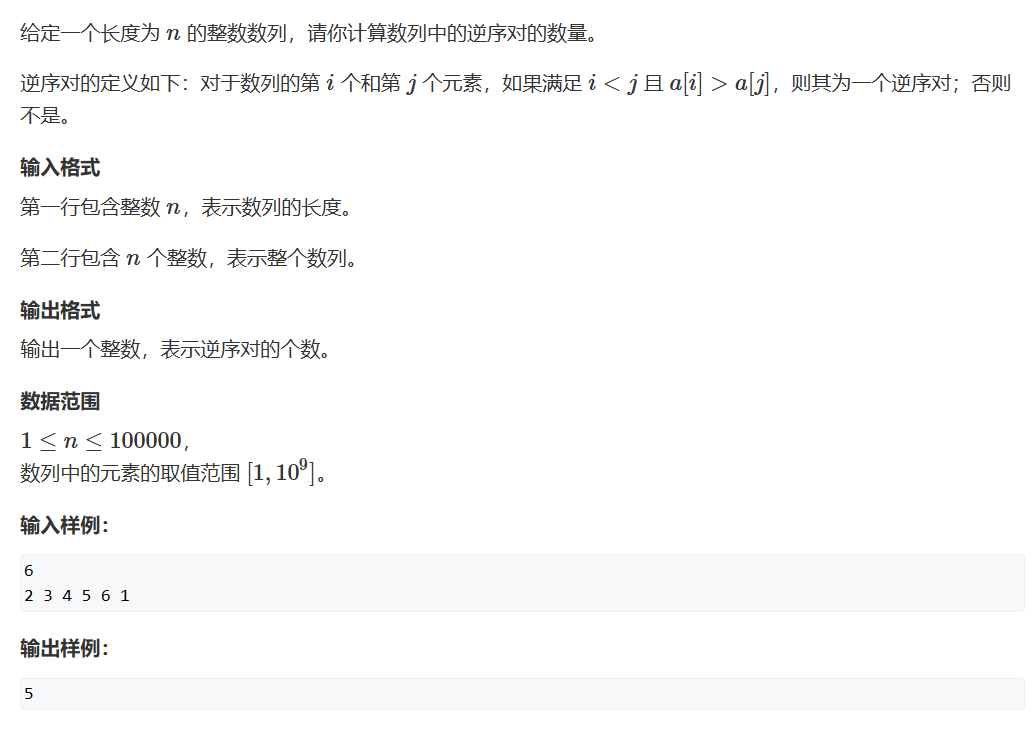 给定一个长度为 n 的整数数列，请你计算数列中的逆序对的数量。
逆序对的定义如下：对于数列的第 i 个和第 j 个元素，如果满足 i < j 且 a[i] > a[j]，则其为一个逆序对；否则
不是。
输入格式
第一行包含整数 n，表示数列的长度。
第二行包含 n 个整数，表示整个数列。
输出格式
输出一个整数，表示逆序对的个数。
数据范围
1 ≤ n ≤ 100000，
数列中的元素的取值范围 [1, 10⁹]。
输入样例：
6
2 3 4 5 6 1
输出样例：
5